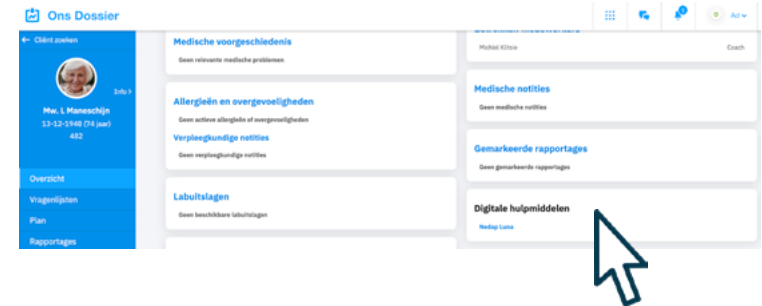 Ons Dossier
Ad
← Cliënt zoeken
Info >
Mw. L Maneschijn
13-12-1948 (74 jaar)
482
Overzicht
Vragenlijsten
Plan
Rapportages
Medische voorgeschiedenis
Geen relevante medische problemen
Allergieën en overgevoeligheden
Geen actieve allergieën of overgevoeligheden
Verpleegkundige notities
Geen verpleegkundige notities
Labuitslagen
Geen beschikbare labuitslagen
Coach
Medische notities
Geen medische notities
Gemarkeerde rapportages
Geen gemarkeerde rapportages
Digitale hulpmiddelen
Nedap Luna